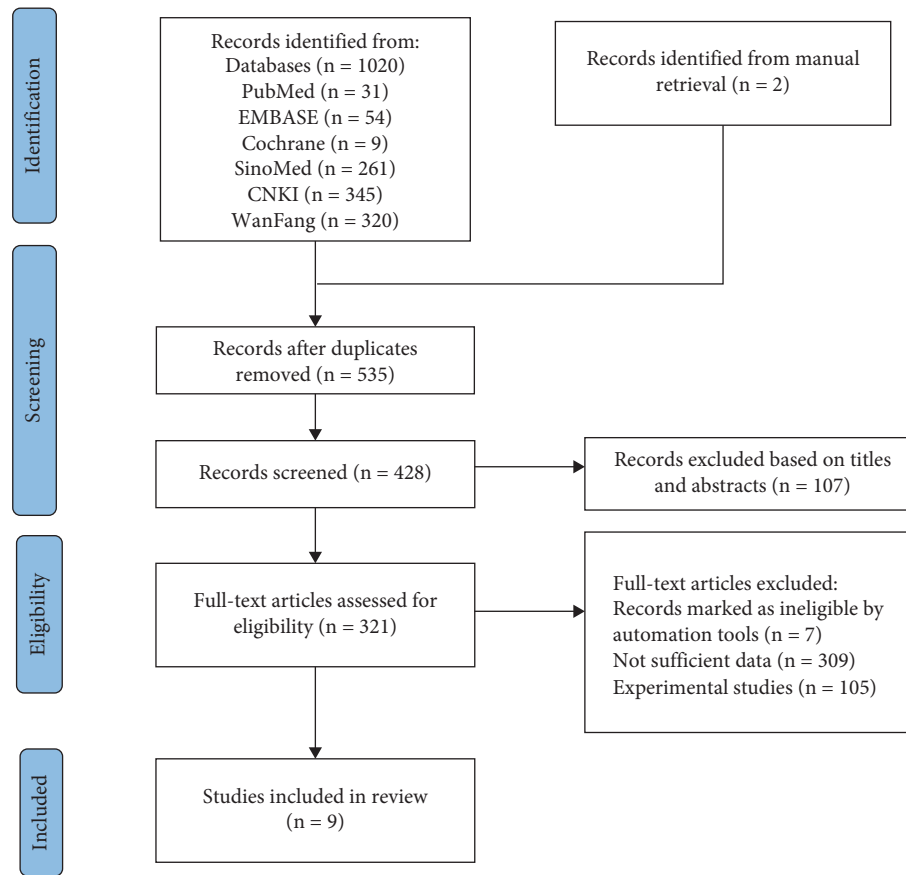 Identification
Records identified from:
Databases (n = 1020)
PubMed (n = 31)
EMBASE (n = 54)
Cochrane (n = 9)
SinoMed (n = 261)
CNKI (n = 345)
WanFang (n = 320)
Records identified from manual
retrieval (n = 2)
Screening
Records after duplicates
removed (n = 535)
Records screened (n = 428)
Records excluded based on titles
and abstracts (n = 107)
Eligibility
Full-text articles assessed for
eligibility (n = 321)
Full-text articles excluded:
Records marked as ineligible by
automation tools (n = 7)
Not sufficient data (n = 309)
Experimental studies (n = 105)
Included
Studies included in review
(n = 9)